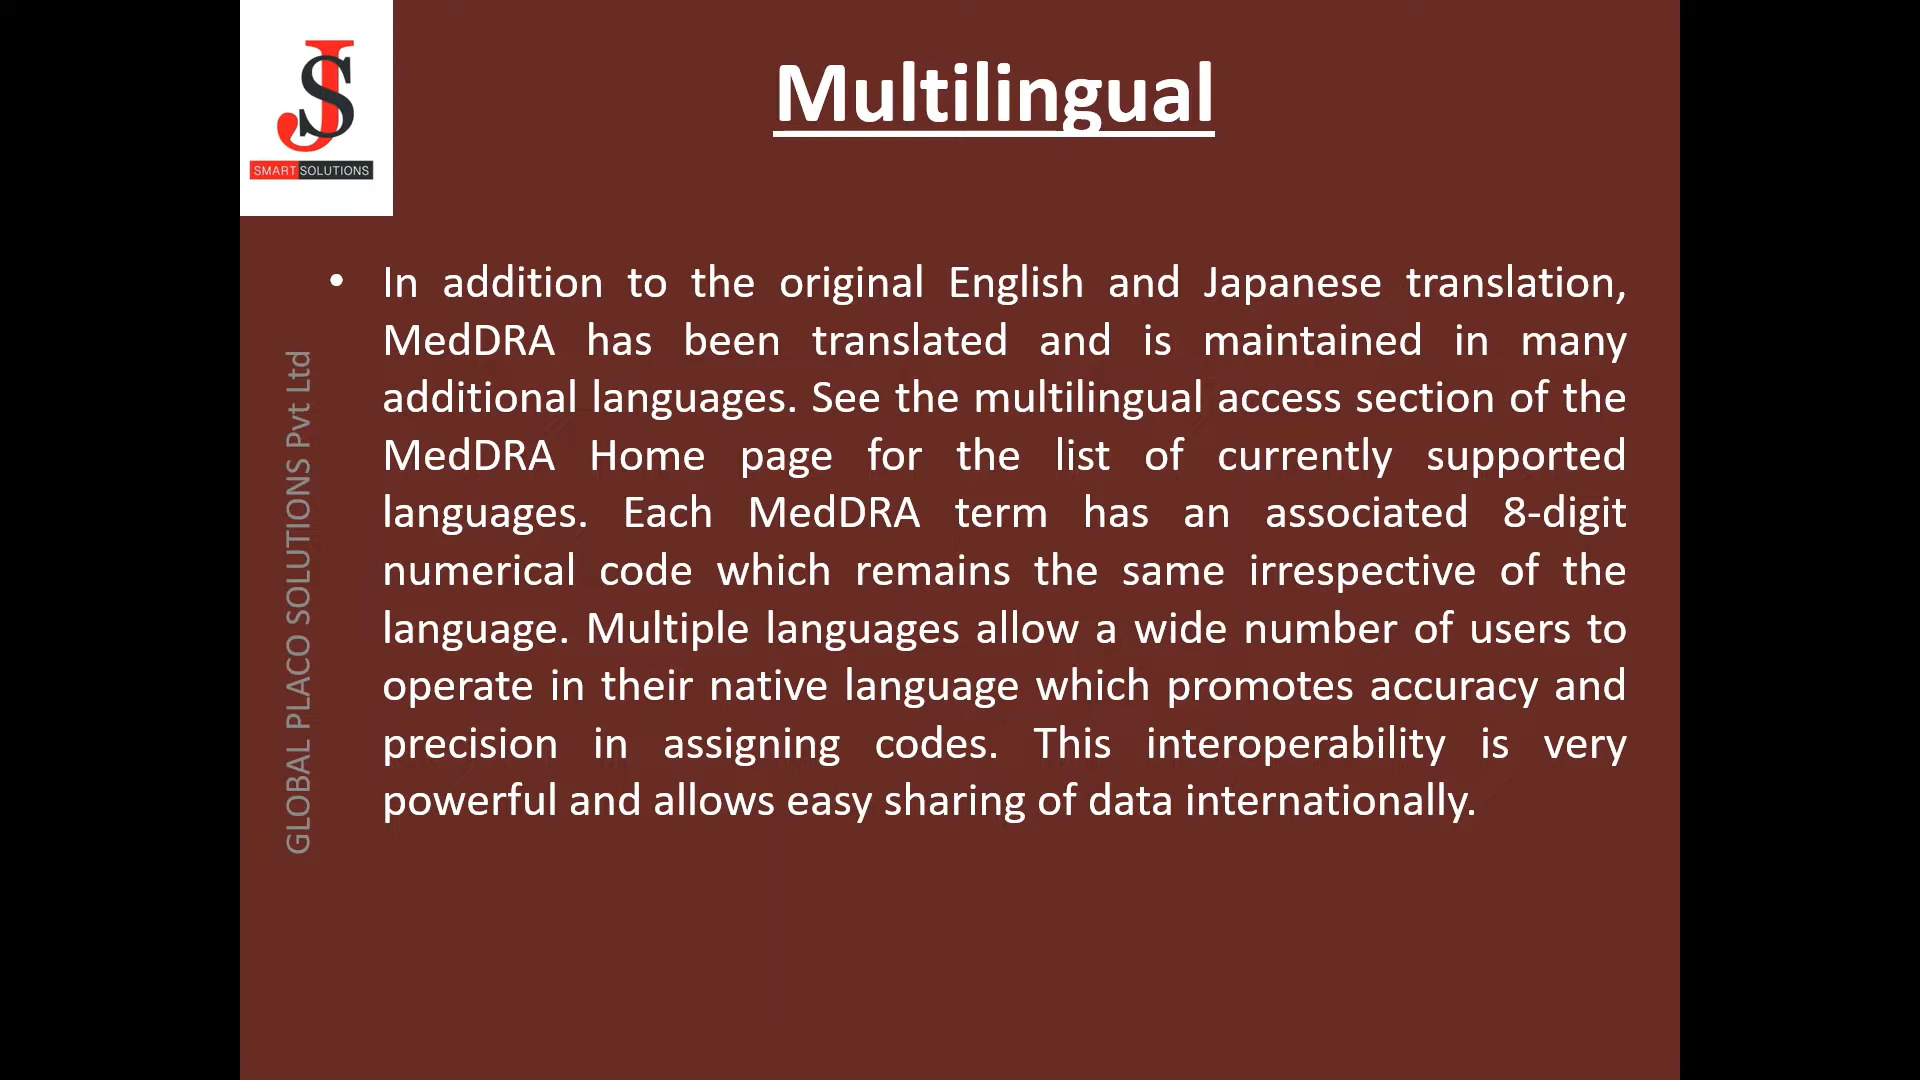 JS
SMART SOLUTIONS
Multilingual
• In addition to the original English and Japanese translation,
MedDRA has been translated and is maintained in many
additional languages. See the multilingual access section of the
MedDRA Home page for the list of currently supported
languages. Each MedDRA term has an associated 8-digit
numerical code which remains the same irrespective of the
language. Multiple languages allow a wide number of users to
operate in their native language which promotes accuracy and
precision in assigning codes. This interoperability is very
powerful and allows easy sharing of data internationally.
GLOBAL PLACO SOLUTIONS Pvt Ltd